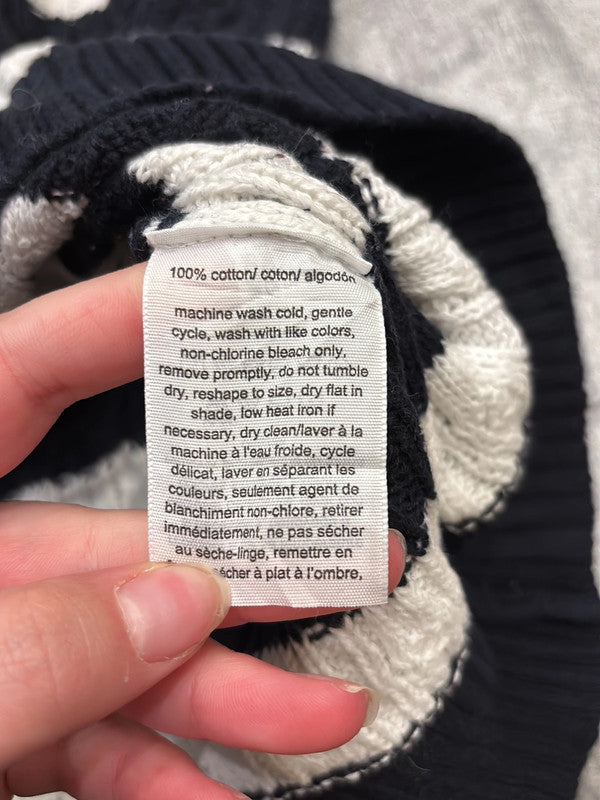 100% cotton/ coton/ algodón
machine wash cold, gentle
cycle, wash with like colors,
non-chlorine bleach only,
remove promptly, do not tumble
dry, reshape to size, dry flat in
shade, low heat iron if
necessary, dry clean/laver à la
machine à l'eau froide, cycle
délicat, laver en séparant les
couleurs, seulement agent de
blanchiment non-chlore, retirer
immédiatement, ne pas sécher
au sèche-linge, remettre en
sécher à plat à l'ombre,